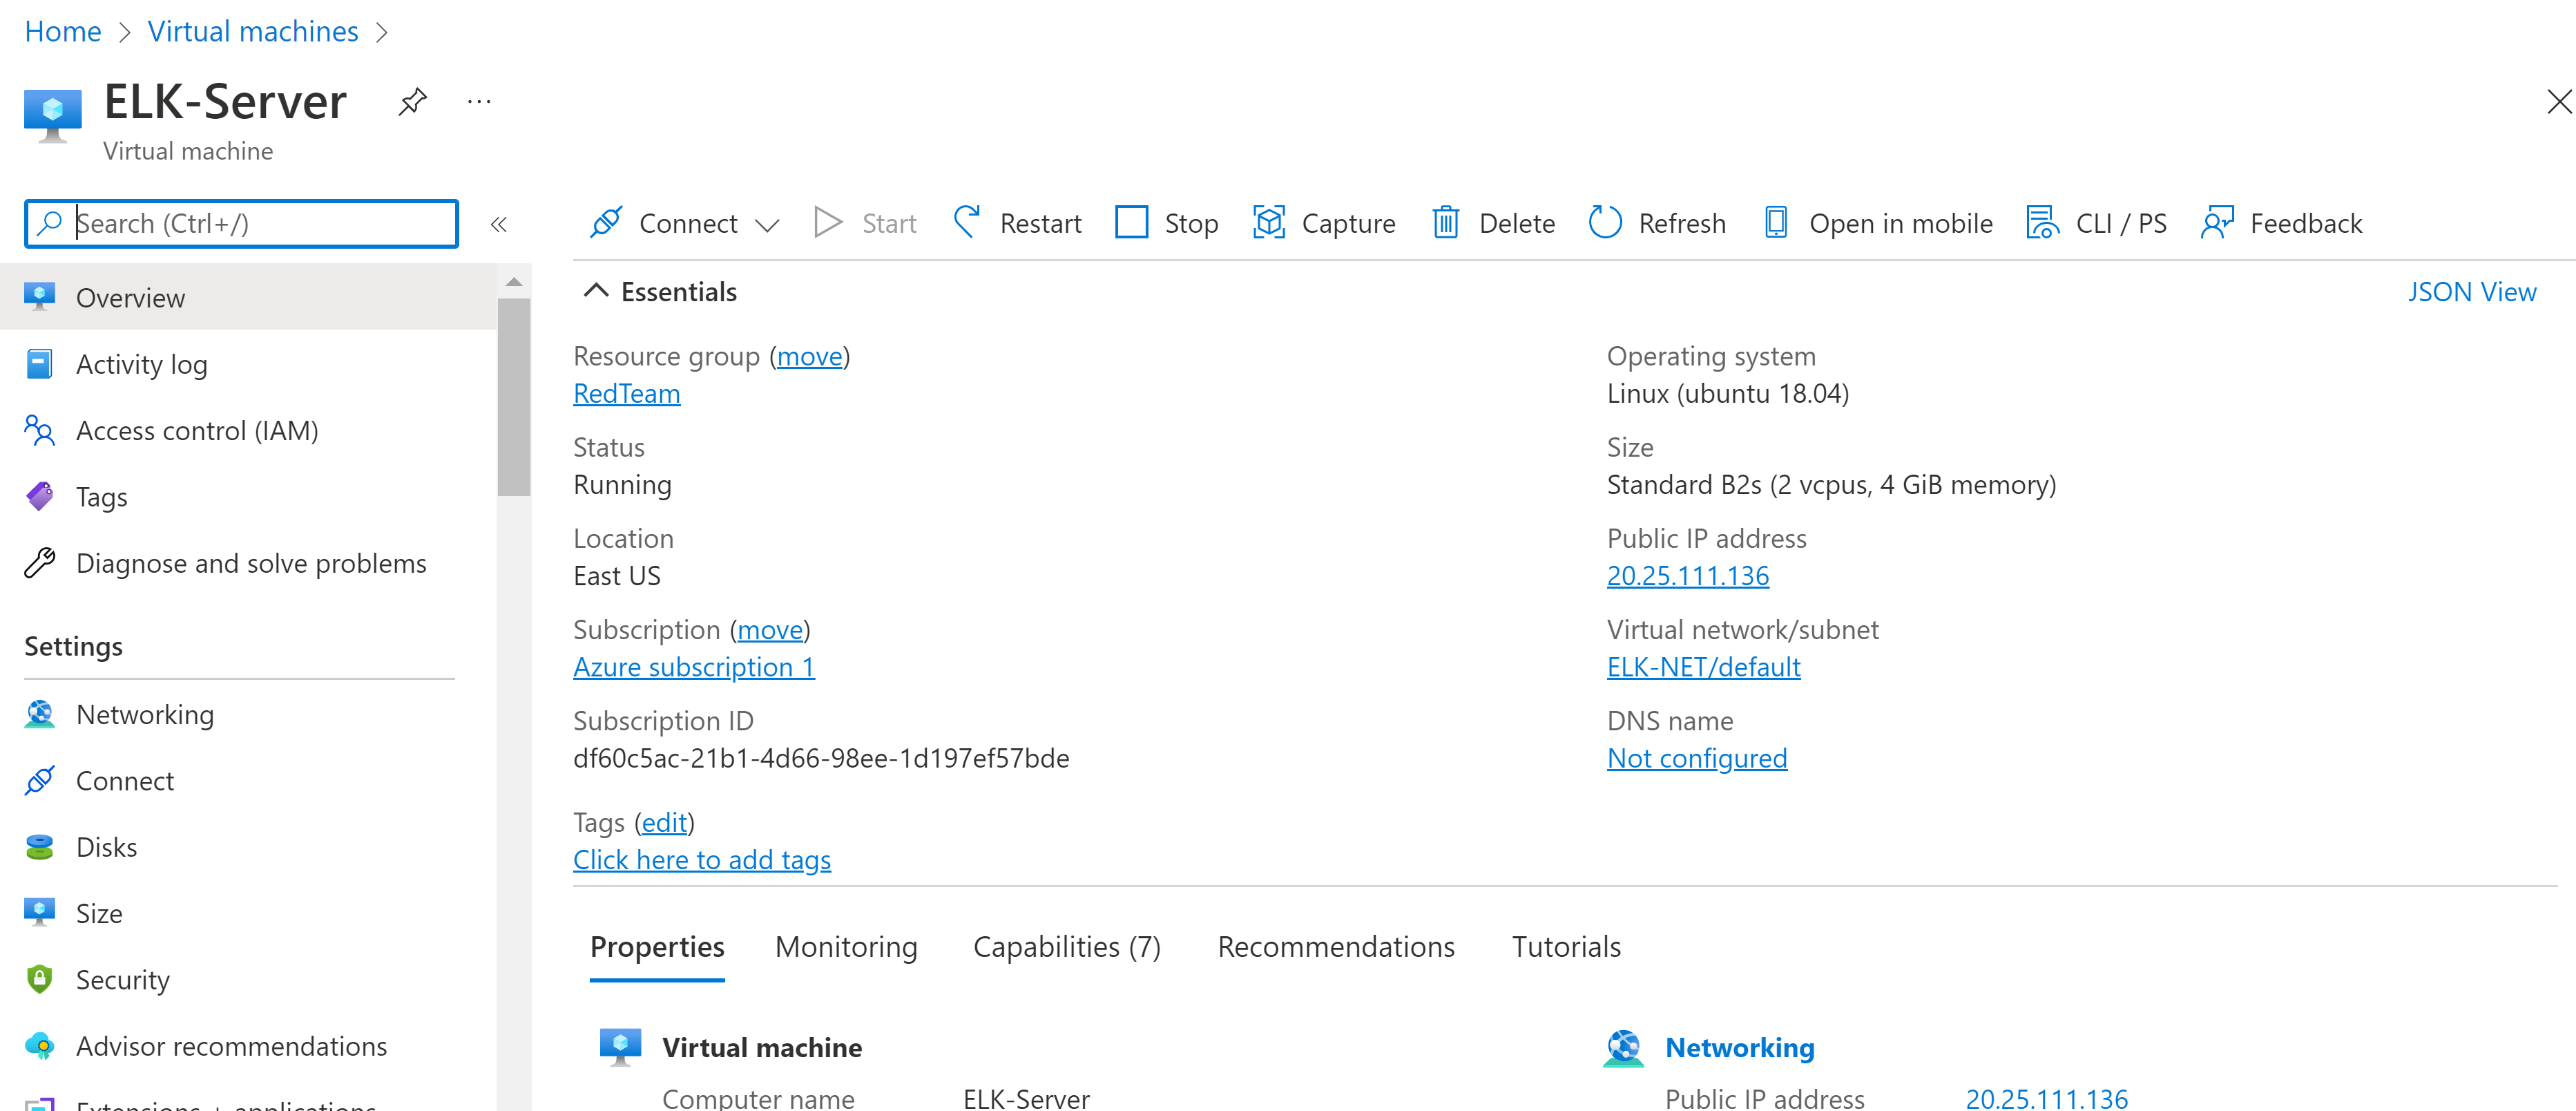 Home > Virtual machines >
ELK-Server ...
Virtual machine
Search (Ctrl+/) «
Connect Start Restart Stop Capture Delete Refresh Open in mobile CLI / PS Feedback
Overview
Activity log
Access control (IAM)
Tags
Diagnose and solve problems
Settings
Networking
Connect
Disks
Size
Security
Advisor recommendations
Extensions + applications
Essentials JSON View
Resource group (move)
RedTeam
Status
Running
Location
East US
Subscription (move)
Azure subscription 1
Subscription ID
df60c5ac-21b1-4d66-98ee-1d197ef57bde
Tags (edit)
Click here to add tags
Operating system
Linux (ubuntu 18.04)
Size
Standard B2s (2 vcpus, 4 GiB memory)
Public IP address
20.25.111.136
Virtual network/subnet
ELK-NET/default
DNS name
Not configured
Properties Monitoring Capabilities (7) Recommendations Tutorials
Virtual machine
Computer name ELK-Server
Networking
Public IP address 20.25.111.136